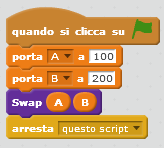 quando si clicca su
porta A a 100
porta B a 200
Swap A B
arresta questo script